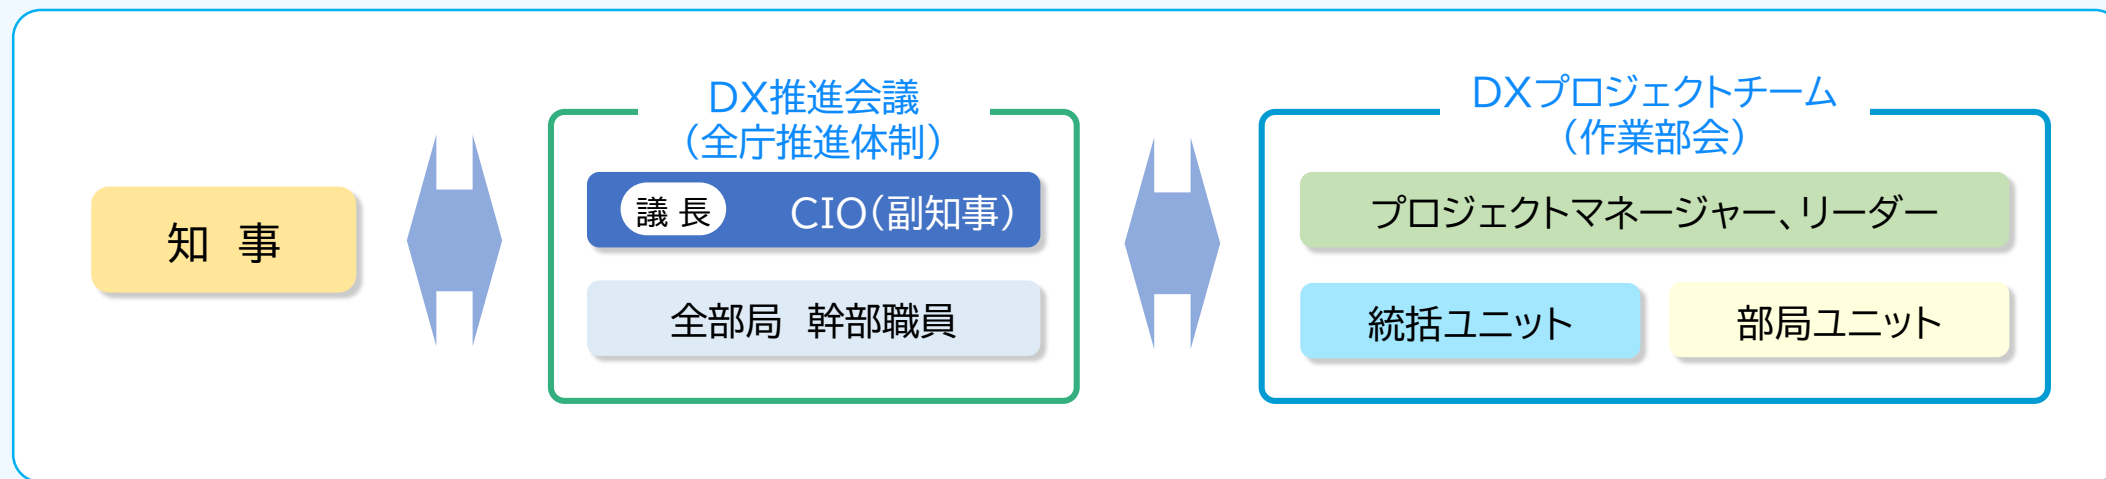 知 事
DX推進会議
（全庁推進体制）
議 長
CIO（副知事）
全部局 幹部職員
DXプロジェクトチーム
（作業部会）
プロジェクトマネージャー、リーダー
統括ユニット
部局ユニット